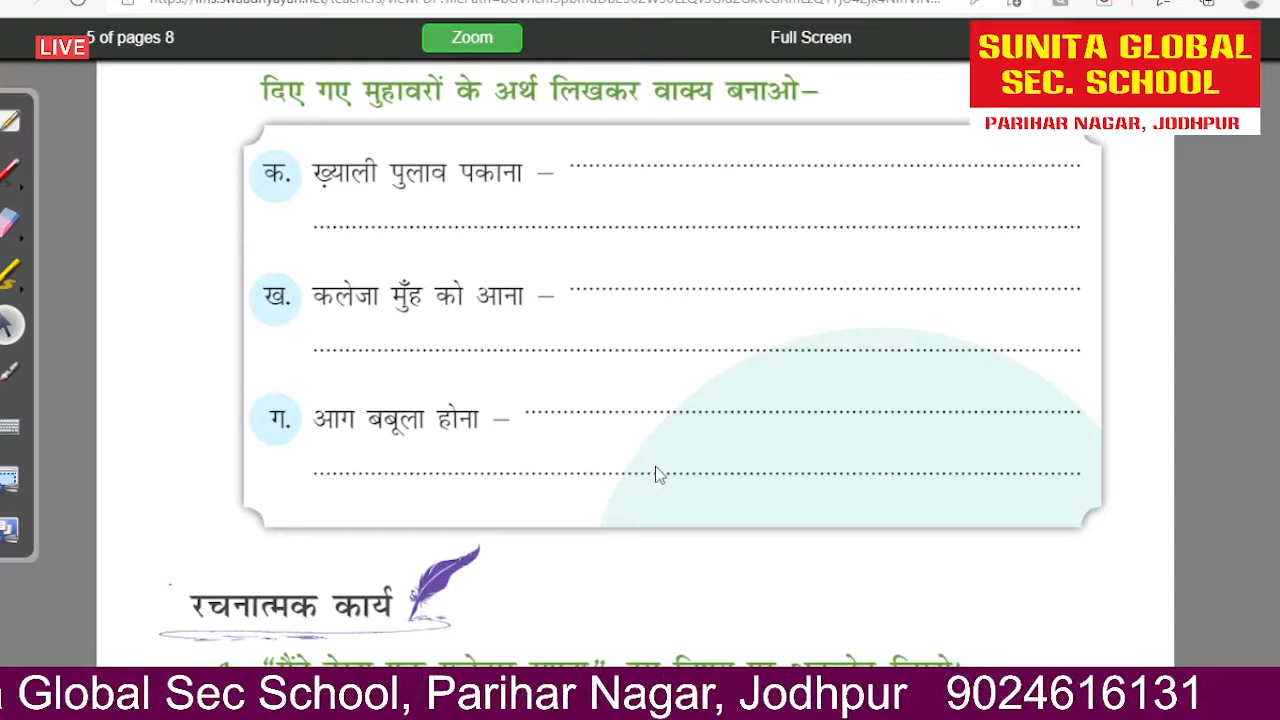 LIVE
5 of pages 8
Zoom
Full Screen
SUNITA GLOBAL
SEC. SCHOOL
PARIHAR NAGAR, JODHPUR
दिए गए मुहावरों के अर्थ लिखकर वाक्य बनाओ–
क. ख़्याली पुलाव पकाना –
ख. कलेजा मुँह को आना –
ग. आग बबूला होना –
रचनात्मक कार्य
Global Sec School, Parihar Nagar, Jodhpur 9024616131